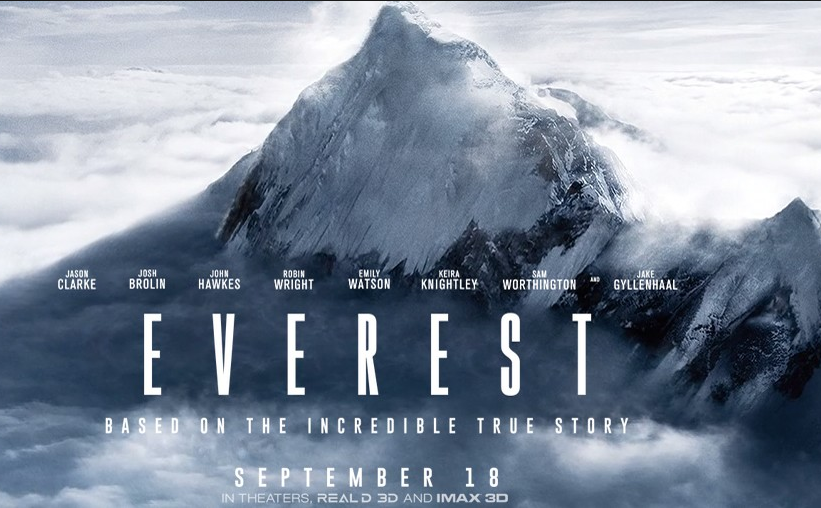 JASON CLARKE JOSH BROLIN JOHN HAWKES ROBIN WRIGHT EMILY WATSON KEIRA KNIGHTLEY SAM WORTHINGTON AND JAKE GYLLENHAAL
EVEREST
BASED ON THE INCREDIBLE TRUE STORY
SEPTEMBER 18
IN THEATERS, REAL D 3D AND IMAX 3D